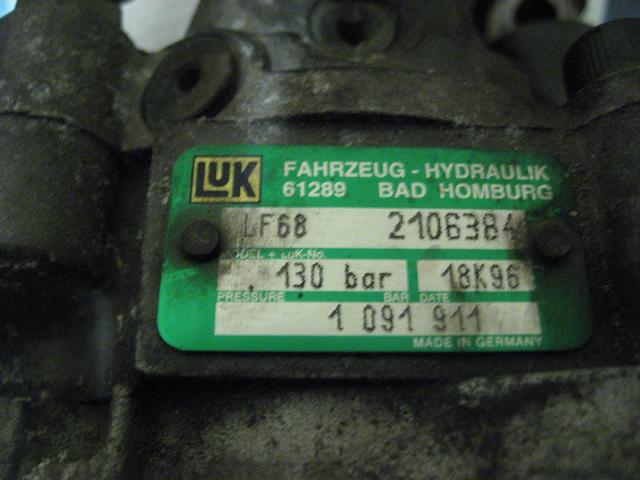 LUK FAHRZEUG - HYDRAULIK
61289 BAD HOMBURG
LF68 2106384
MODEL + LUK-No.
130 bar 18K96
PRESSURE BAR DATE
1 091 911
MADE IN GERMANY